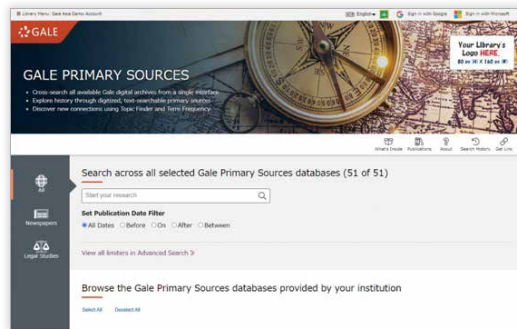 Library Menu: Gale Asia Demo Account
English
Sign in with Google
Sign in with Microsoft
GALE
Your Library's
Logo HERE.
GALE PRIMARY SOURCES
• Cross-search all available Gale digital archives from a single interface
• Explore history through digitized, text-searchable primary sources
• Discover new connections using Topic Finder and Term Frequency
What's Inside
Publications
About
Search History
Get Link
All
Newspapers
Legal Studies
Search across all selected Gale Primary Sources databases (51 of 51)
Start your research
Set Publication Date Filter
All Dates Before On After Between
View all limiters in Advanced Search >
Browse the Gale Primary Sources databases provided by your institution
Select All Deselect All